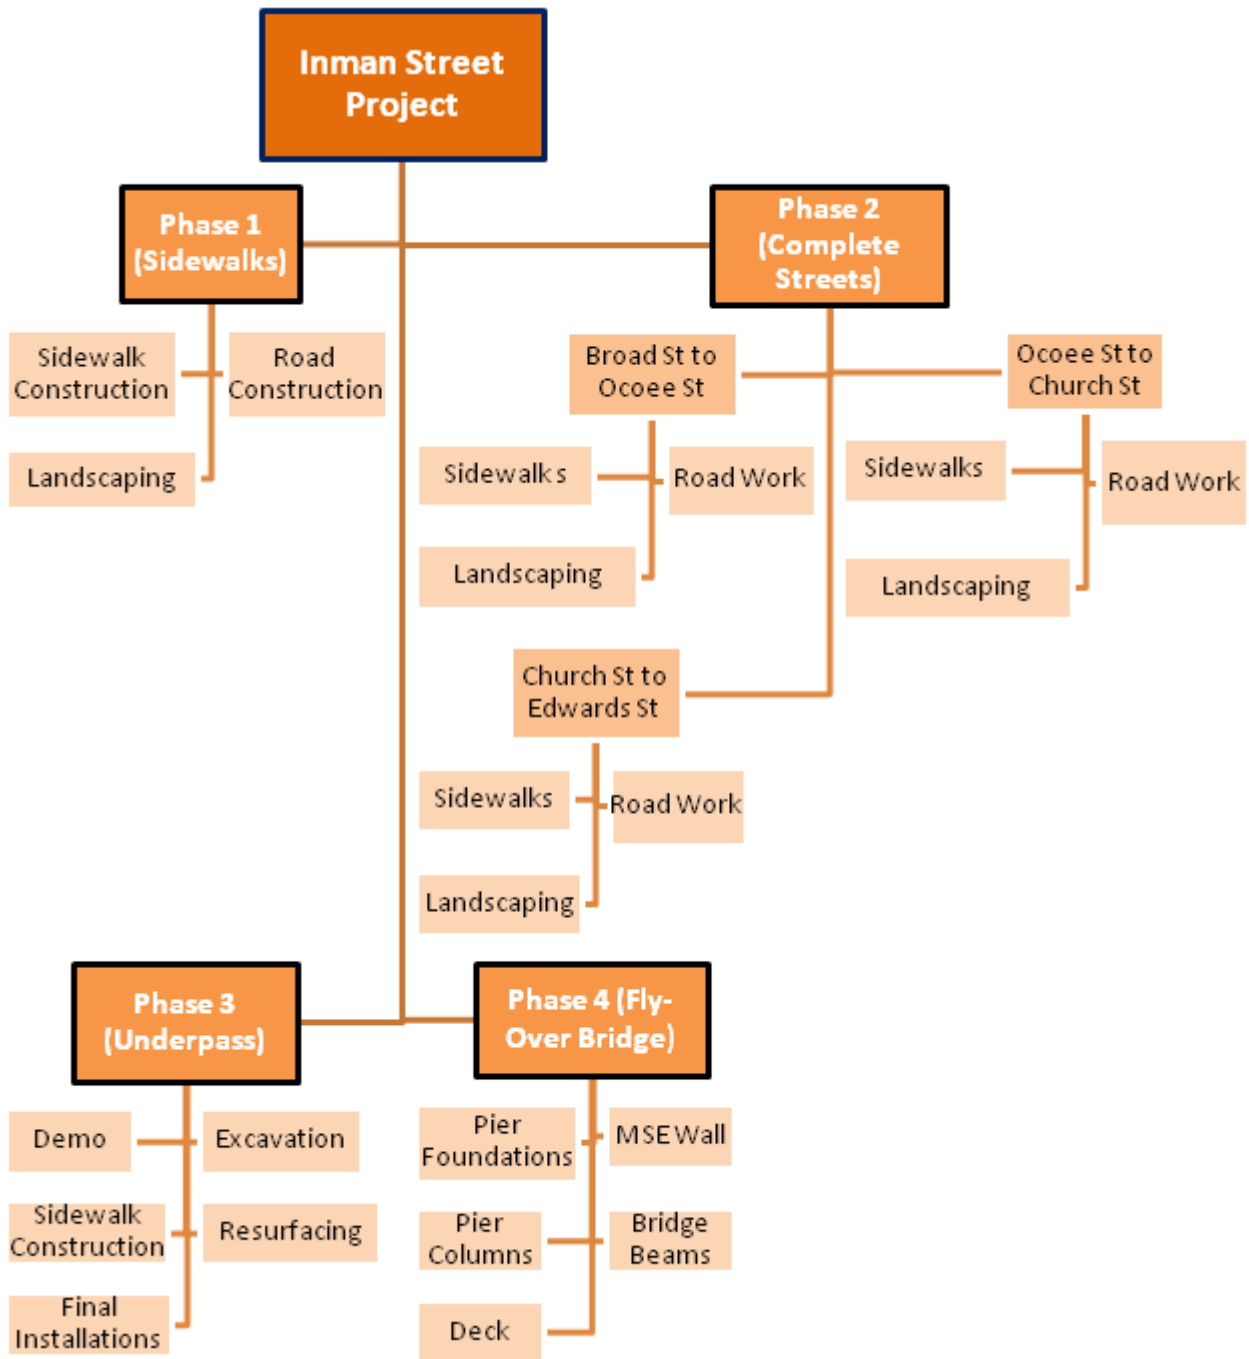 Inman Street
Project
Phase 1
(Sidewalks)
Phase 2
(Complete
Streets)
Sidewalk
Construction
Road
Construction
Landscaping
Broad St to
Ocoee St
Ocoee St to
Church St
Sidewalks
Road Work
Landscaping
Sidewalks
Road Work
Landscaping
Church St to
Edwards St
Sidewalks
Road Work
Landscaping
Phase 3
(Underpass)
Phase 4 (Fly-
Over Bridge)
Demo
Excavation
Sidewalk
Construction
Resurfacing
Final
Installations
Pier
Foundations
MSE Wall
Pier
Columns
Bridge
Beams
Deck